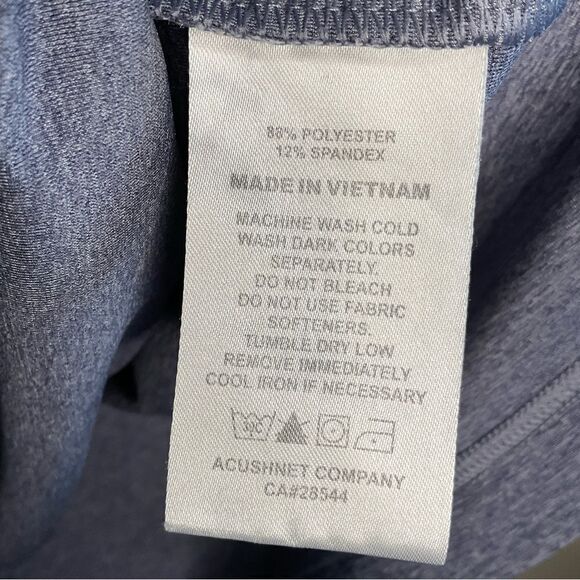 88% POLYESTER
12% SPANDEX
MADE IN VIETNAM
MACHINE WASH COLD
WASH DARK COLORS
SEPARATELY.
DO NOT BLEACH
DO NOT USE FABRIC
SOFTENERS.
TUMBLE DRY LOW
REMOVE IMMEDIATELY
COOL IRON IF NECESSARY
30C
ACUSHNET COMPANY
CA#28544